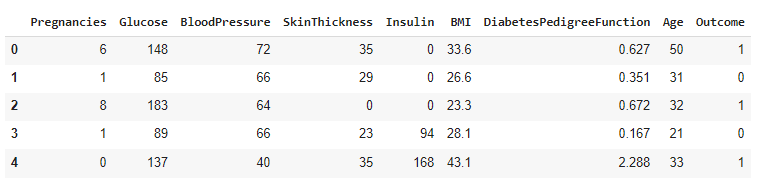 Pregnancies Glucose BloodPressure SkinThickness Insulin BMI DiabetesPedigreeFunction Age Outcome
0 6 148 72 35 0 33.6 0.627 50 1
1 1 85 66 29 0 26.6 0.351 31 0
2 8 183 64 0 0 23.3 0.672 32 1
3 1 89 66 23 94 28.1 0.167 21 0
4 0 137 40 35 168 43.1 2.288 33 1